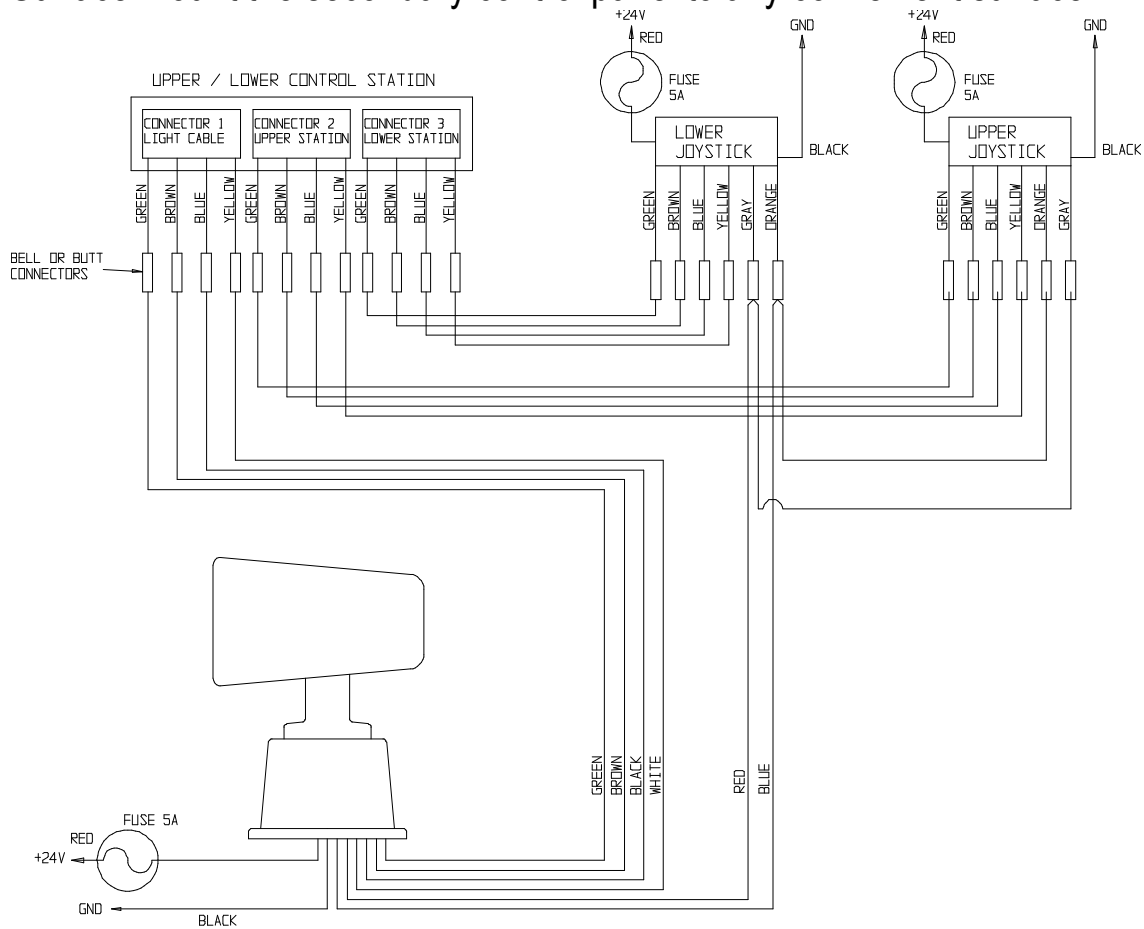 +24V
GND
+24V
GND
RED
RED
UPPER / LOWER CONTROL STATION
FUSE
5A
FUSE
5A
CONNECTOR 1
LIGHT CABLE
CONNECTOR 2
UPPER STATION
CONNECTOR 3
LOWER STATION
LOWER
JOYSTICK
BLACK
UPPER
JOYSTICK
BLACK
GREEN
BROWN
BLUE
YELLOW
GREEN
BROWN
BLUE
YELLOW
GREEN
BROWN
BLUE
YELLOW
GREEN
BROWN
BLUE
YELLOW
GRAY
ORANGE
GREEN
BROWN
BLUE
YELLOW
ORANGE
GRAY
BELL OR BUTT
CONNECTORS
GREEN
BROWN
BLACK
WHITE
RED
BLUE
FUSE 5A
RED
+24V
GND
BLACK